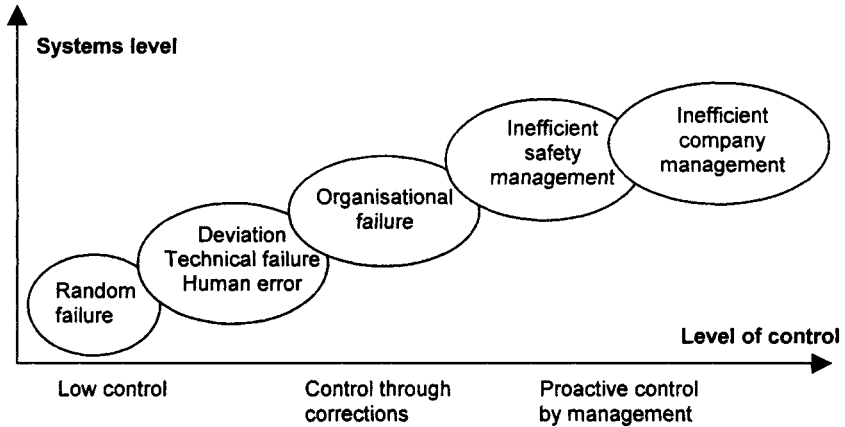 Systems level
Inefficient
safety
management
Inefficient
company
management
Organisational
failure
Deviation
Technical failure
Human error
Random
failure
Level of control
Low control
Control through
corrections
Proactive control
by management